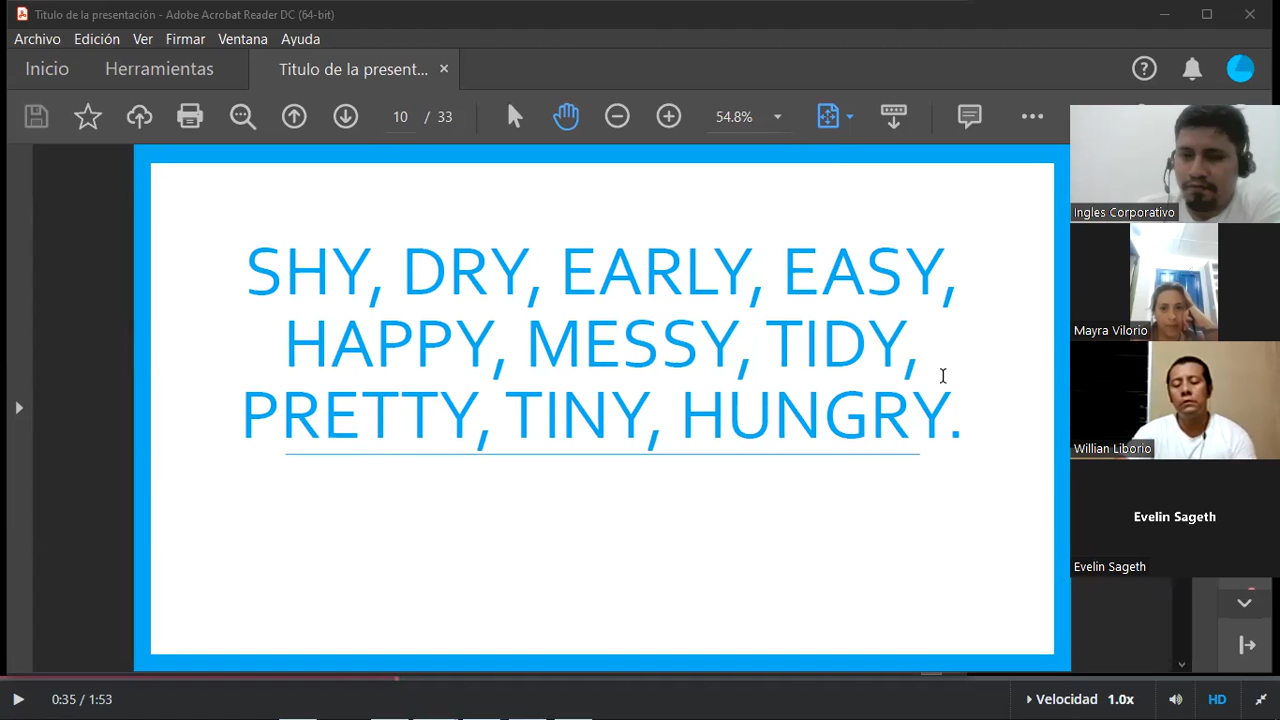 Titulo de la presentación - Adobe Acrobat Reader DC (64-bit)
Archivo Edición Ver Firmar Ventana Ayuda
Inicio Herramientas Titulo de la present...
10 / 33 54.8%
SHY, DRY, EARLY, EASY,
HAPPY, MESSY, TIDY,
PRETTY, TINY, HUNGRY.
Ingles Corporativo
Mayra Vilorio
Willian Liborio
Evelin Sageth
Evelin Sageth
0:35 / 1:53 Velocidad 1.0x HD